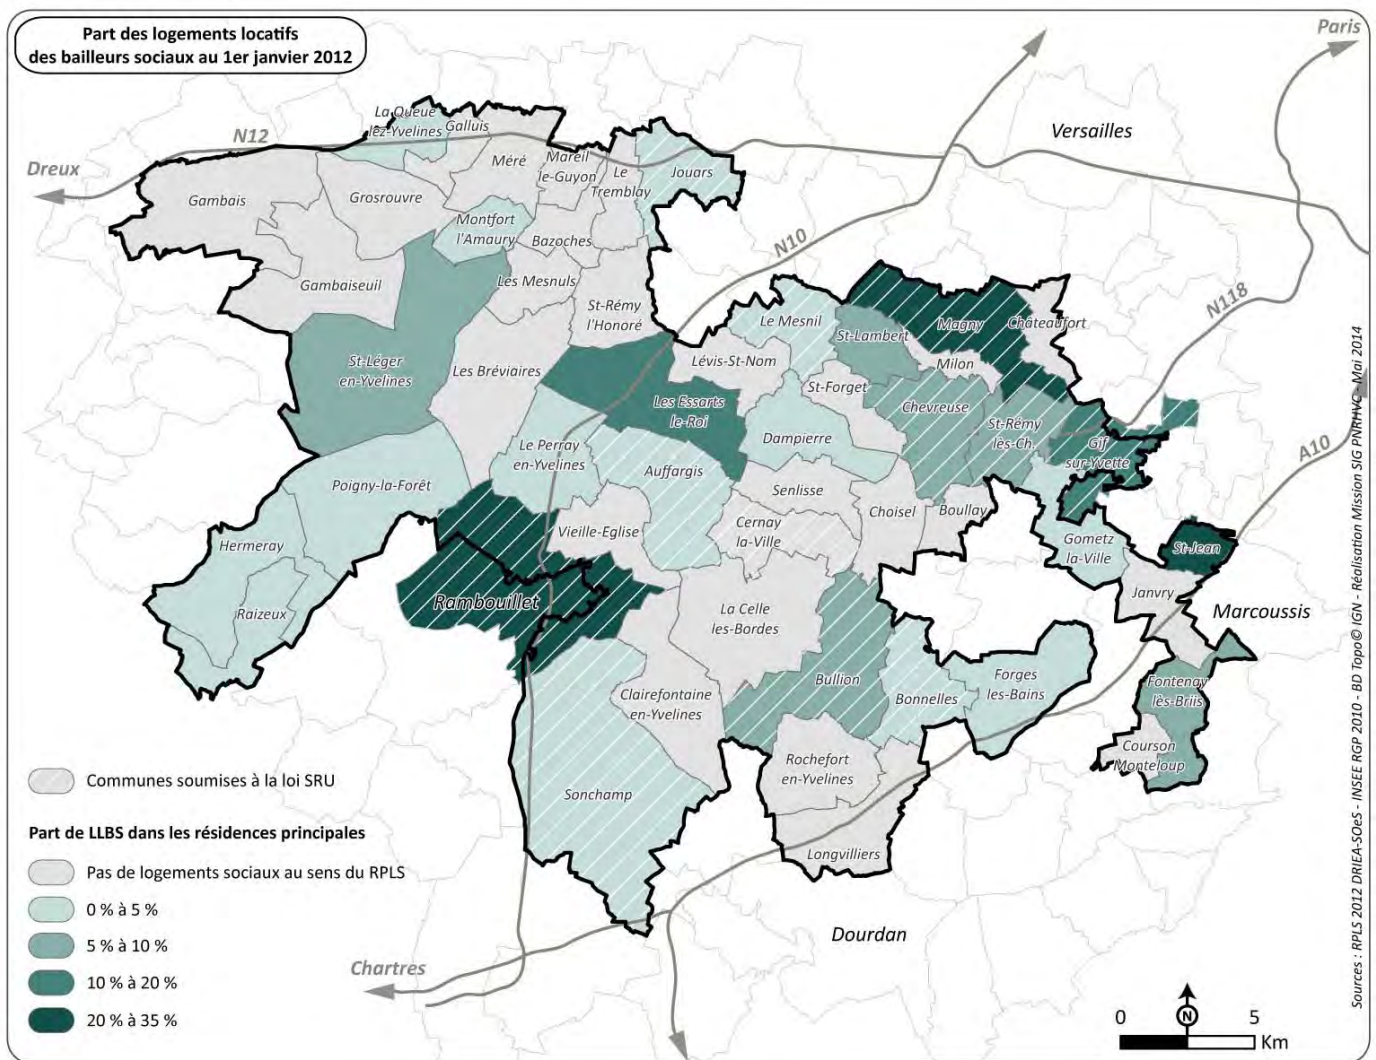 Part des logements locatifs
des bailleurs sociaux au 1er janvier 2012
Paris
La Queue
lez-Yvelines
Galluis
N12
Versailles
Dreux
Méré
Mareil
le-Guyon
Le
Tremblay
Jouars
Gambais
Grosrouvre
Montfort
l'Amaury
Bazoches
N10
Gambaiseuil
Les Mesnuls
St-Rémy
l'Honoré
N118
Le Mesnil
St-Lambert
Magny
Châteaufort
St-Léger
en-Yvelines
Les Bréviaires
Lévis-St-Nom
Milon
St-Forget
Les Essarts
le-Roi
Chevreuse
St-Rémy
lès-Ch.
Dampierre
Gif
sur-Yvette
A10
Le Perray
en-Yvelines
Auffargis
Poigny-la-Forêt
Senlisse
Choisel
Boullay
Vieille-Eglise
Cernay
la-Ville
Hermeray
Gometz
la-Ville
St-Jean
Raizeux
Rambouillet
La Celle
les-Bordes
Janvry
Marcoussis
Bullion
Bonnelles
Forges
les-Bains
Fontenay
lès-Briis
Clairefontaine
en-Yvelines
Courson
Monteloup
Rochefort
en-Yvelines
Sonchamp
Longvilliers
Dourdan
Chartres
Communes soumises à la loi SRU
Part de LLBS dans les résidences principales
Pas de logements sociaux au sens du RPLS
0 % à 5 %
5 % à 10 %
10 % à 20 %
20 % à 35 %
N
0 5
Km
Sources : RPLS 2012 DRIEA-SOeS - INSEE RGP 2010 - BD Topo© IGN - Réalisation Mission SIG PNRHVC -Mai 2014